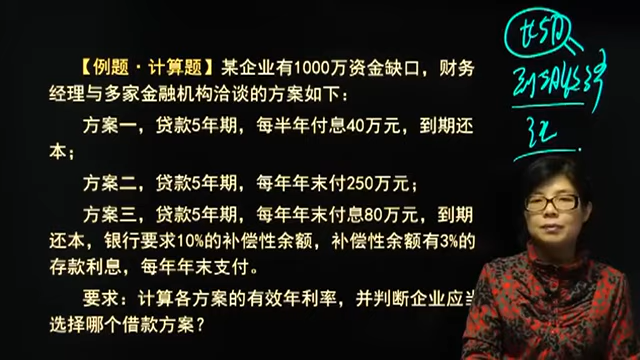 【例题·计算题】某企业有1000万资金缺口，财务
经理与多家金融机构洽谈的方案如下：
方案一，贷款5年期，每半年付息40万元，到期还
本；
方案二，贷款5年期，每年年末付250万元；
方案三，贷款5年期，每年年末付息80万元，到期
还本，银行要求10%的补偿性余额，补偿性余额有3%的
存款利息，每年年末支付。
要求：计算各方案的有效年利率，并判断企业应当
选择哪个借款方案？